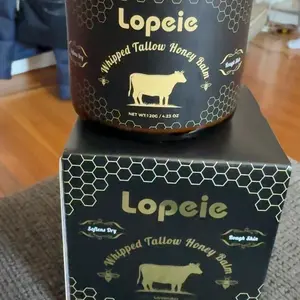 Lopeie
Whipped Tallow Honey Balm
Rough Skin
NET WT:120G / 4.23 OZ
Lopeie
Softens Dry
Rough Skin
Whipped Tallow Honey Balm